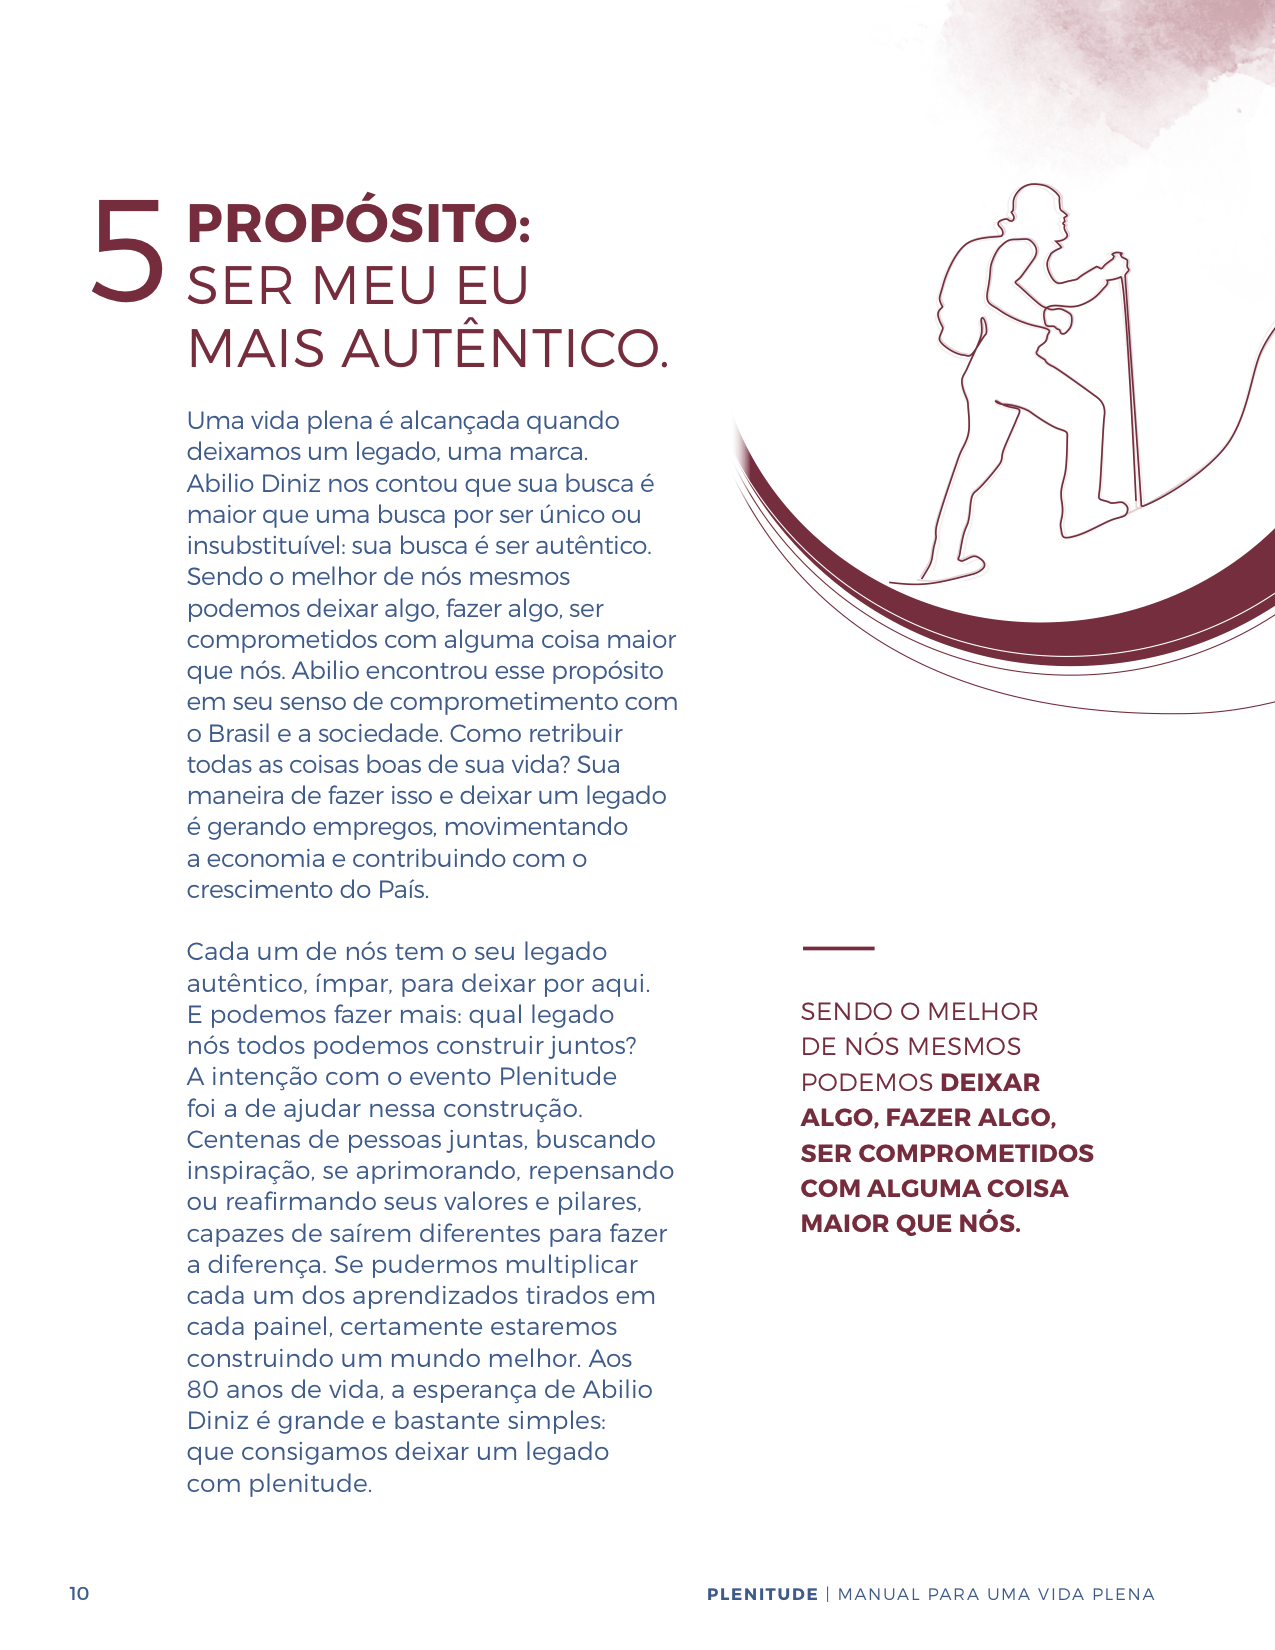 5 PROPÓSITO:
SER MEU EU
MAIS AUTÊNTICO.
Uma vida plena é alcançada quando
deixamos um legado, uma marca.
Abilio Diniz nos contou que sua busca é
maior que uma busca por ser único ou
insubstituível: sua busca é ser autêntico.
Sendo o melhor de nós mesmos
podemos deixar algo, fazer algo, ser
comprometidos com alguma coisa maior
que nós. Abilio encontrou esse propósito
em seu senso de comprometimento com
o Brasil e a sociedade. Como retribuir
todas as coisas boas de sua vida? Sua
maneira de fazer isso e deixar um legado
é gerando empregos, movimentando
a economia e contribuindo com o
crescimento do País.
Cada um de nós tem o seu legado
autêntico, ímpar, para deixar por aqui.
E podemos fazer mais: qual legado
nós todos podemos construir juntos?
A intenção com o evento Plenitude
foi a de ajudar nessa construção.
Centenas de pessoas juntas, buscando
inspiração, se aprimorando, repensando
ou reafirmando seus valores e pilares,
capazes de saírem diferentes para fazer
a diferença. Se pudermos multiplicar
cada um dos aprendizados tirados em
cada painel, certamente estaremos
construindo um mundo melhor. Aos
80 anos de vida, a esperança de Abilio
Diniz é grande e bastante simples:
que consigamos deixar um legado
com plenitude.
SENDO O MELHOR
DE NÓS MESMOS
PODEMOS DEIXAR
ALGO, FAZER ALGO,
SER COMPROMETIDOS
COM ALGUMA COISA
MAIOR QUE NÓS.
10
PLENITUDE | MANUAL PARA UMA VIDA PLENA